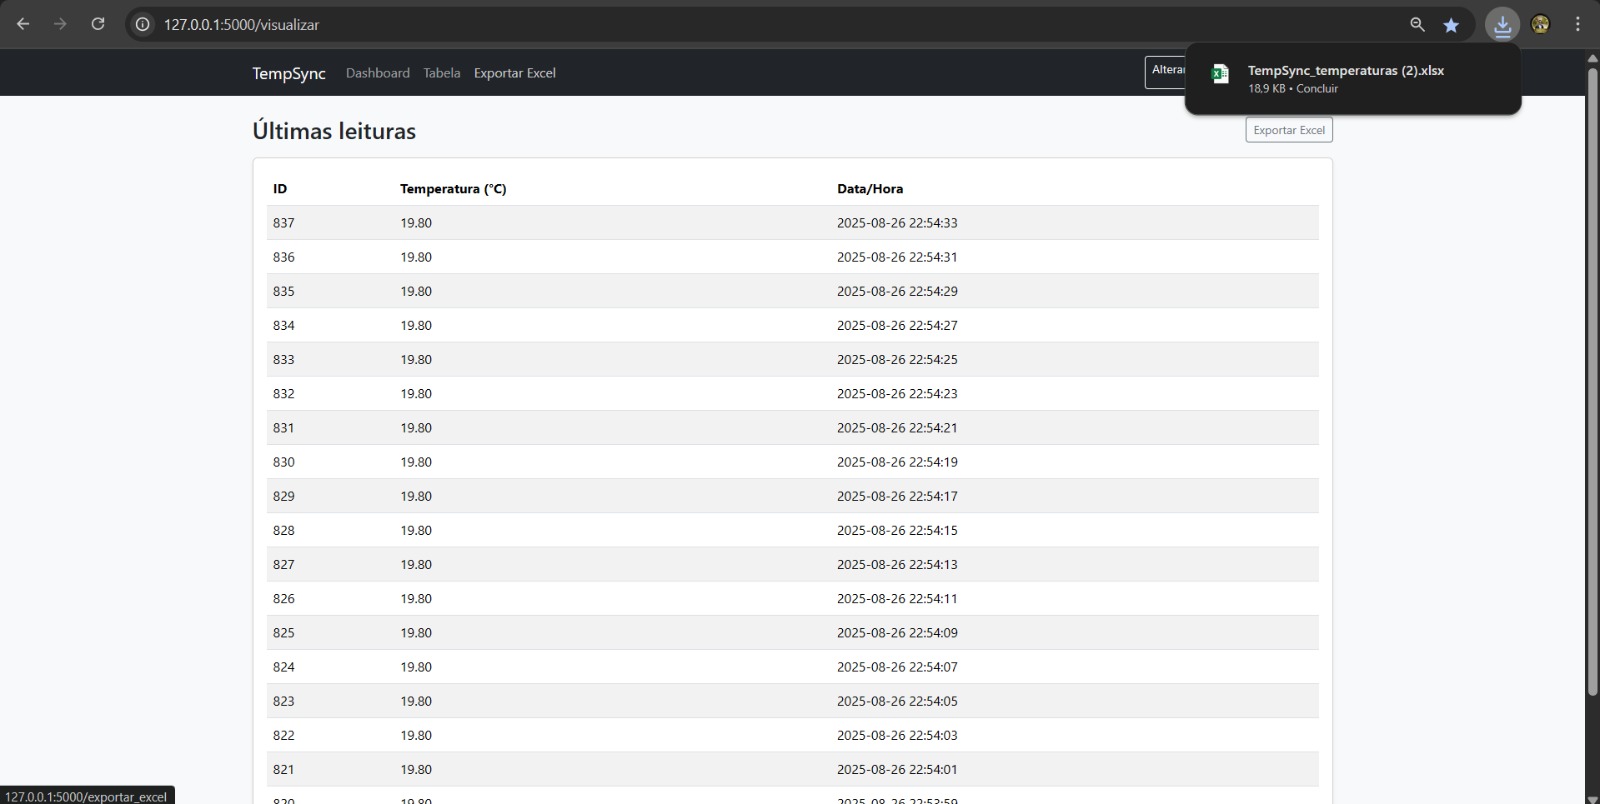 127.0.0.1:5000/visualizar
TempSync Dashboard Tabela Exportar Excel
TempSync_temperaturas (2).xlsx
18,9 KB • Concluir
Últimas leituras
Exportar Excel
ID Temperatura (°C) Data/Hora
837 19.80 2025-08-26 22:54:33
836 19.80 2025-08-26 22:54:31
835 19.80 2025-08-26 22:54:29
834 19.80 2025-08-26 22:54:27
833 19.80 2025-08-26 22:54:25
832 19.80 2025-08-26 22:54:23
831 19.80 2025-08-26 22:54:21
830 19.80 2025-08-26 22:54:19
829 19.80 2025-08-26 22:54:17
828 19.80 2025-08-26 22:54:15
827 19.80 2025-08-26 22:54:13
826 19.80 2025-08-26 22:54:11
825 19.80 2025-08-26 22:54:09
824 19.80 2025-08-26 22:54:07
823 19.80 2025-08-26 22:54:05
822 19.80 2025-08-26 22:54:03
821 19.80 2025-08-26 22:54:01
820 19.80 2025-08-26 22:53:59
127.0.0.1:5000/exportar_excel